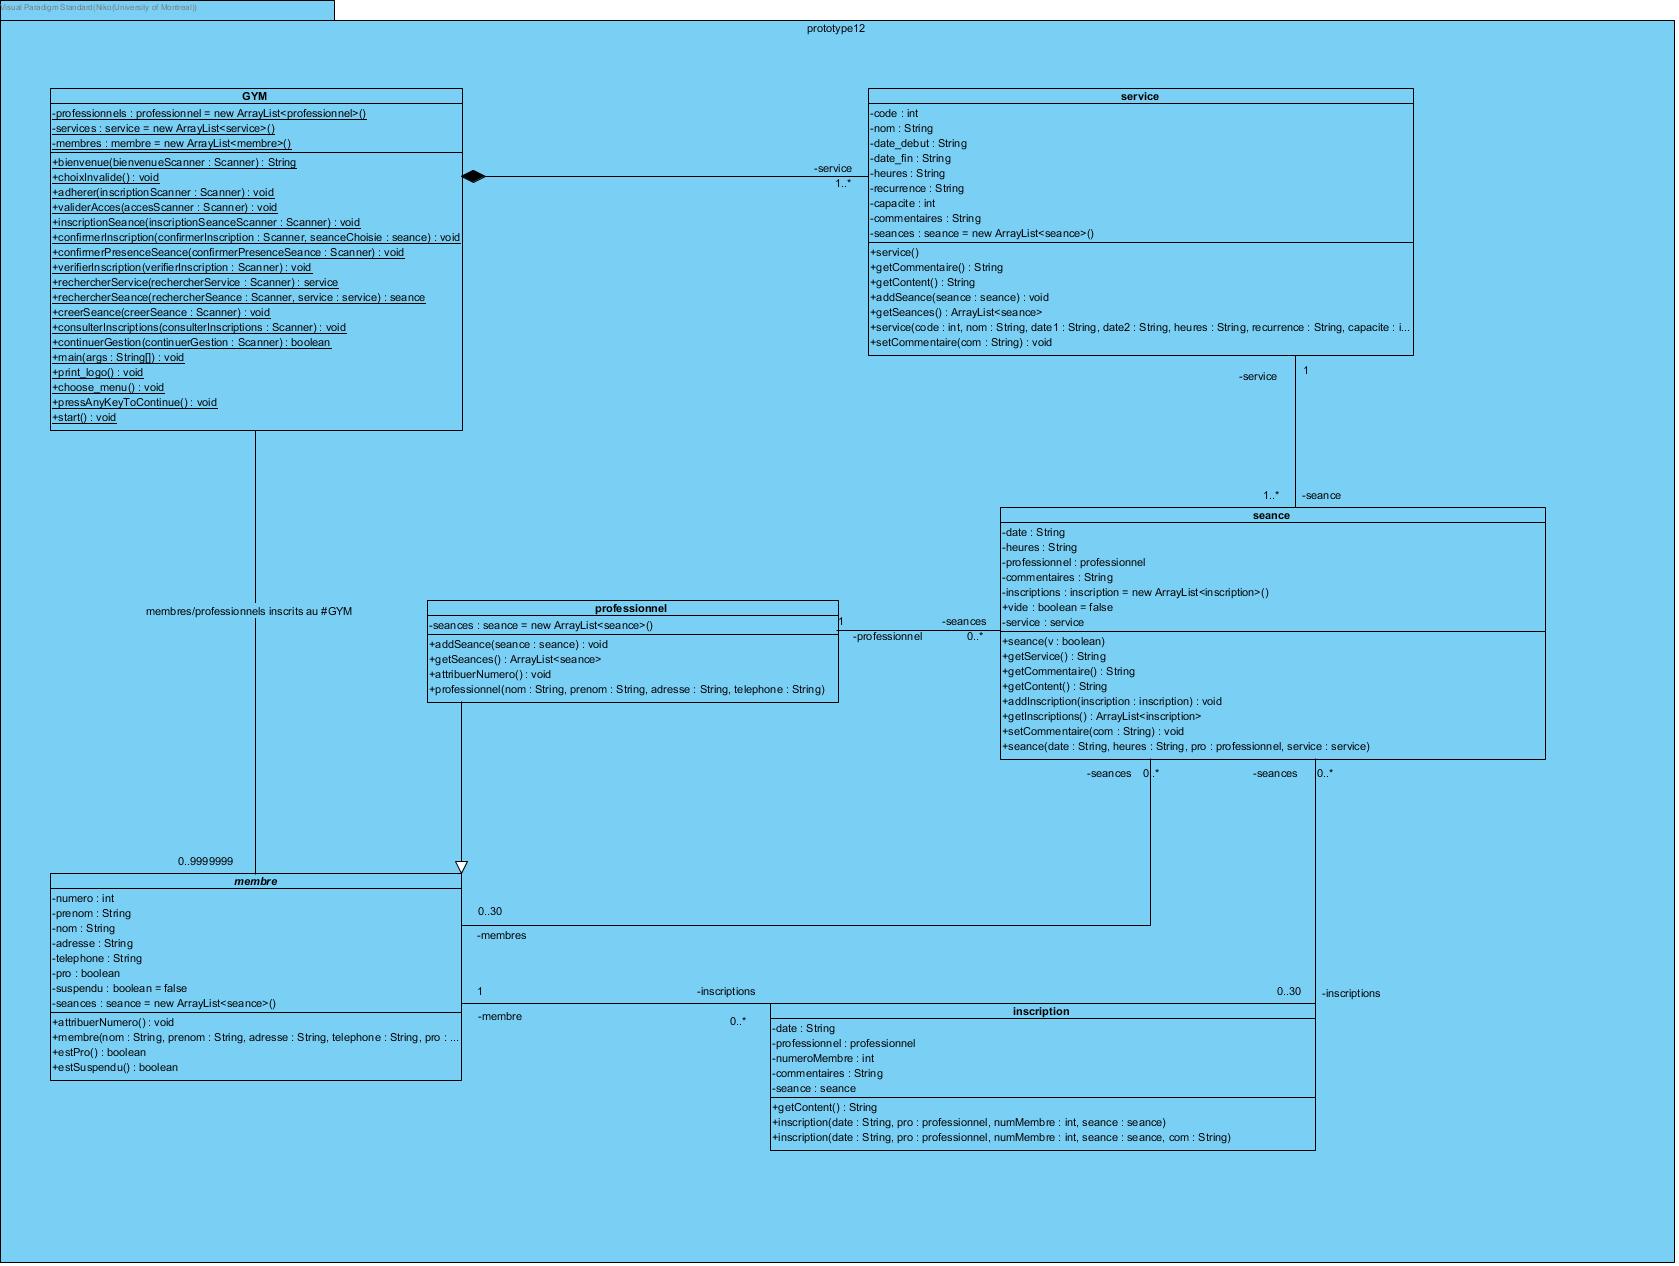 Visual Paradigm Standard(Niko(University of Montreal))
prototype12
GYM
-professionnels : professionnel = new ArrayList<professionnel>()
-services : service = new ArrayList<service>()
-membres : membre = new ArrayList<membre>()
+bienvenue(bienvenueScanner : Scanner) : String
+choixInvalide() : void
+adherer(inscriptionScanner : Scanner) : void
+validerAcces(accesScanner : Scanner) : void
+inscriptionSeance(inscriptionSeanceScanner : Scanner) : void
+confirmerInscription(confirmerInscription : Scanner, seanceChoisie : seance) : void
+confirmerPresenceSeance(confirmerPresenceSeance : Scanner) : void
+verifierInscription(verifierInscription : Scanner) : void
+rechercherService(rechercherService : Scanner) : service
+rechercherSeance(rechercherSeance : Scanner, service : service) : seance
+creerSeance(creerSeance : Scanner) : void
+consulterInscriptions(consulterInscriptions : Scanner) : void
+continuerGestion(continuerGestion : Scanner) : boolean
+main(args : String[]) : void
+print_logo() : void
+choose_menu() : void
+pressAnyKeyToContinue() : void
+start() : void
-service
1..*
service
-code : int
-nom : String
-date_debut : String
-date_fin : String
-heures : String
-recurrence : String
-capacite : int
-commentaires : String
-seances : seance = new ArrayList<seance>()
+service()
+getCommentaire() : String
+getContent() : String
+addSeance(seance : seance) : void
+getSeances() : ArrayList<seance>
+service(code : int, nom : String, date1 : String, date2 : String, heures : String, recurrence : String, capacite : i...
+setCommentaire(com : String) : void
-service
1
1..*
-seance
seance
-date : String
-heures : String
-professionnel : professionnel
-commentaires : String
-inscriptions : inscription = new ArrayList<inscription>()
+vide : boolean = false
-service : service
+seance(v : boolean)
+getService() : String
+getCommentaire() : String
+getContent() : String
+addInscription(inscription : inscription) : void
+getInscriptions() : ArrayList<inscription>
+setCommentaire(com : String) : void
+seance(date : String, heures : String, pro : professionnel, service : service)
membres/professionnels inscrits au #GYM
professionnel
-seances : seance = new ArrayList<seance>()
+addSeance(seance : seance) : void
+getSeances() : ArrayList<seance>
+attribuerNumero() : void
+professionnel(nom : String, prenom : String, adresse : String, telephone : String)
1
-seances
-professionnel
0..*
-seances
0..*
-seances
0..*
0..9999999
membre
-numero : int
-prenom : String
-nom : String
-adresse : String
-telephone : String
-pro : boolean
-suspendu : boolean = false
-seances : seance = new ArrayList<seance>()
+attribuerNumero() : void
+membre(nom : String, prenom : String, adresse : String, telephone : String, pro : ...
+estPro() : boolean
+estSuspendu() : boolean
0..30
-membres
1
-inscriptions
0..30
-inscriptions
-membre
0..*
inscription
-date : String
-professionnel : professionnel
-numeroMembre : int
-commentaires : String
-seance : seance
+getContent() : String
+inscription(date : String, pro : professionnel, numMembre : int, seance : seance)
+inscription(date : String, pro : professionnel, numMembre : int, seance : seance, com : String)